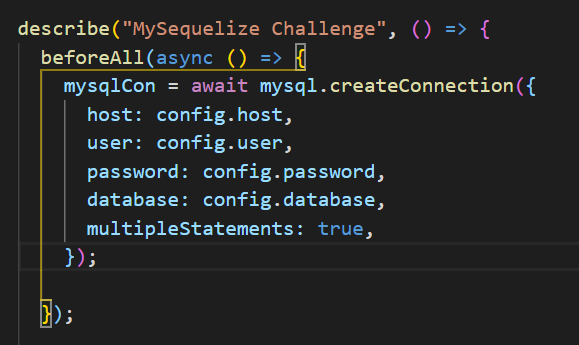 describe("MySequelize Challenge", () => {
  beforeAll(async () => {
    mysqlCon = await mysql.createConnection({
      host: config.host,
      user: config.user,
      password: config.password,
      database: config.database,
      multipleStatements: true,
    });
  });